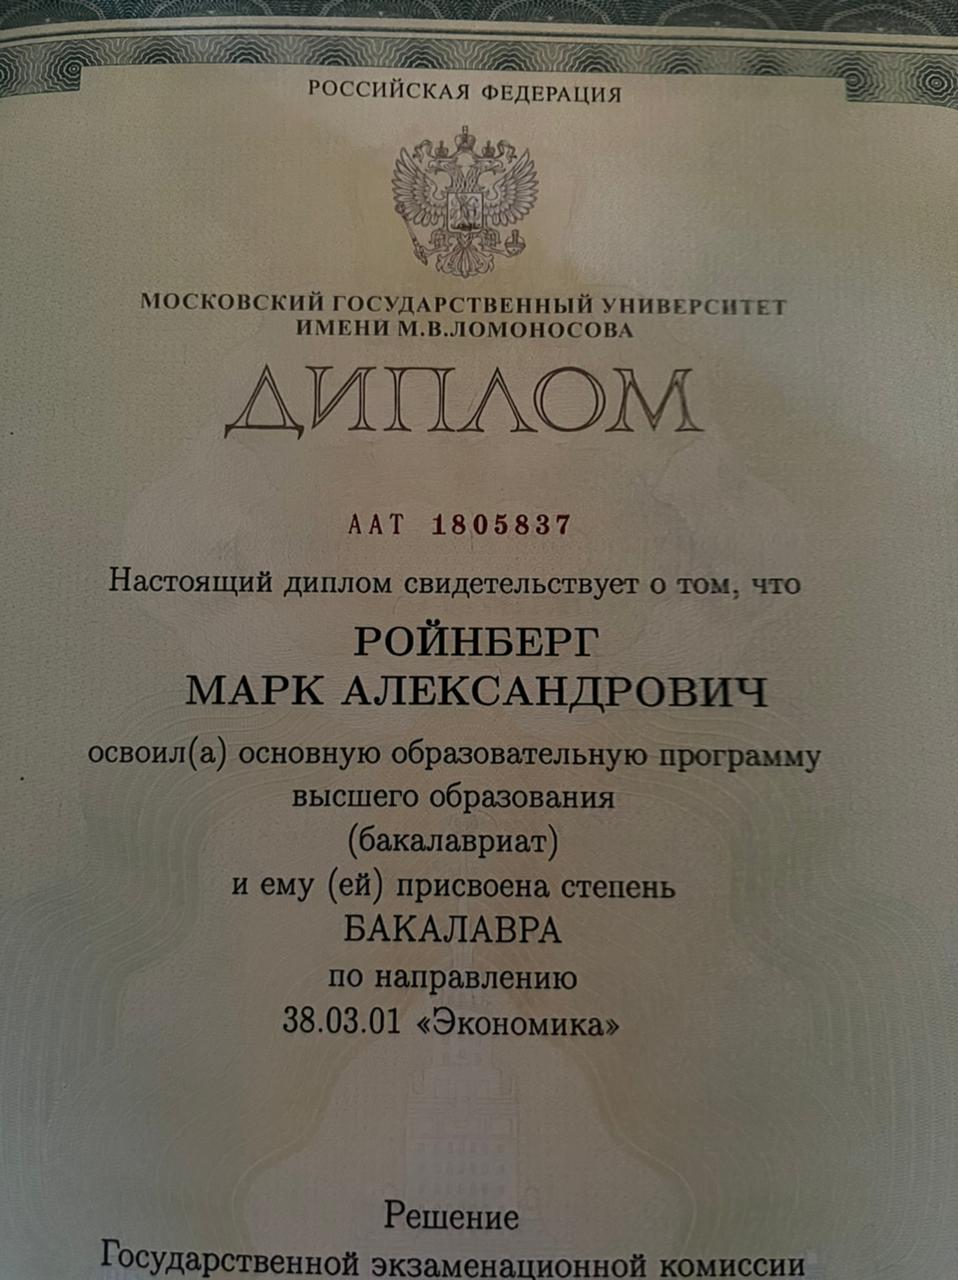 РОССИЙСКАЯ ФЕДЕРАЦИЯ
МОСКОВСКИЙ ГОСУДАРСТВЕННЫЙ УНИВЕРСИТЕТ
ИМЕНИ М.В.ЛОМОНОСОВА
ДИПЛОМ
ААТ 1805837
Настоящий диплом свидетельствует о том, что
РОЙНБЕРГ
МАРК АЛЕКСАНДРОВИЧ
освоил(а) основную образовательную программу
высшего образования
(бакалавриат)
и ему (ей) присвоена степень
БАКАЛАВРА
по направлению
38.03.01 «Экономика»
Решение
Государственной экзаменационной комиссии